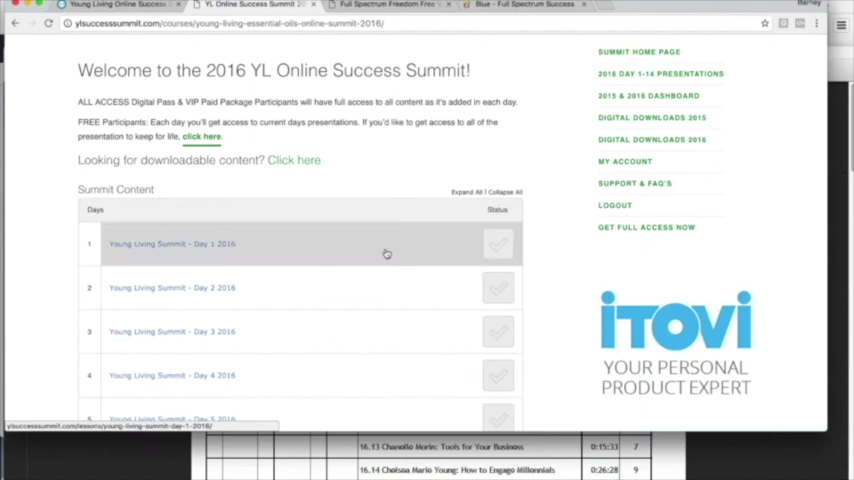 Young Living Online Success S
YL Online Success Summit 20
Full Spectrum Freedom Free
Blue - Full Spectrum Success
Barney
ylsuccesssummit.com/courses/young-living-essential-oils-online-summit-2016/
Welcome to the 2016 YL Online Success Summit!
ALL ACCESS Digital Pass & VIP Paid Package Participants will have full access to all content as it's added in each day.
FREE Participants: Each day you'll get access to current days presentations. If you'd like to get access to all of the
presentation to keep for life, click here.
Looking for downloadable content? Click here
Summit Content
Expand All | Collapse All
Days
Status
1
Young Living Summit - Day 1 2016
2
Young Living Summit - Day 2 2016
3
Young Living Summit - Day 3 2016
4
Young Living Summit - Day 4 2016
5
Young Living Summit - Day 5 2016
SUMMIT HOME PAGE
2016 DAY 1-14 PRESENTATIONS
2015 & 2016 DASHBOARD
DIGITAL DOWNLOADS 2015
DIGITAL DOWNLOADS 2016
MY ACCOUNT
SUPPORT & FAQ'S
LOGOUT
GET FULL ACCESS NOW
iTOVi
YOUR PERSONAL
PRODUCT EXPERT
ylsuccesssummit.com/lessons/young-living-summit-day-1-2016/
16.13 Chanelle Morin: Tools for Your Business
0:15:33
7
16.14 Chelsea Marie Young: How to Engage Millennials
0:26:28
9